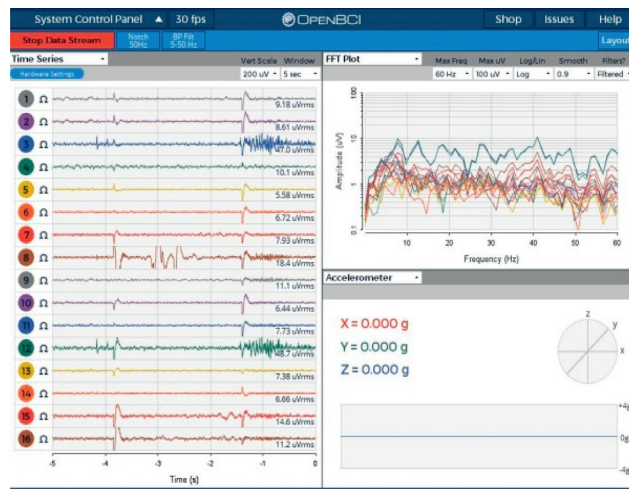 System Control Panel ▲ 30 fps OPENBCI Shop Issues Help
Stop Data Stream Notch 50Hz BP Filt 5-50 Hz Layou
Time Series Vert Scale Window
Hardware Settings 200 uV 5 sec
1 Ω 9.18 uVrms
2 Ω 8.61 uVrms
3 Ω 47.0 uVrms
4 Ω 10.1 uVrms
5 Ω 5.58 uVrms
6 Ω 6.72 uVrms
7 Ω 7.93 uVrms
8 Ω 18.4 uVrms
9 Ω 11.1 uVrms
10 Ω 6.44 uVrms
11 Ω 7.73 uVrms
12 Ω 48.7 uVrms
13 Ω 7.38 uVrms
14 Ω 6.66 uVrms
15 Ω 14.6 uVrms
16 Ω 11.2 uVrms
-5 -4 -3 -2 -1 0
Time (s)
FFT Plot Max Freq Max uV Log/Lin Smooth Filters?
60 Hz 100 uV Log 0.9 Filtered
Amplitude (uV)
100
10
1
0.1
10 20 30 40 50 60
Frequency (Hz)
Accelerometer
X = 0.000 g
Y = 0.000 g
Z = 0.000 g
z
y
x
+4g
0g
-4g